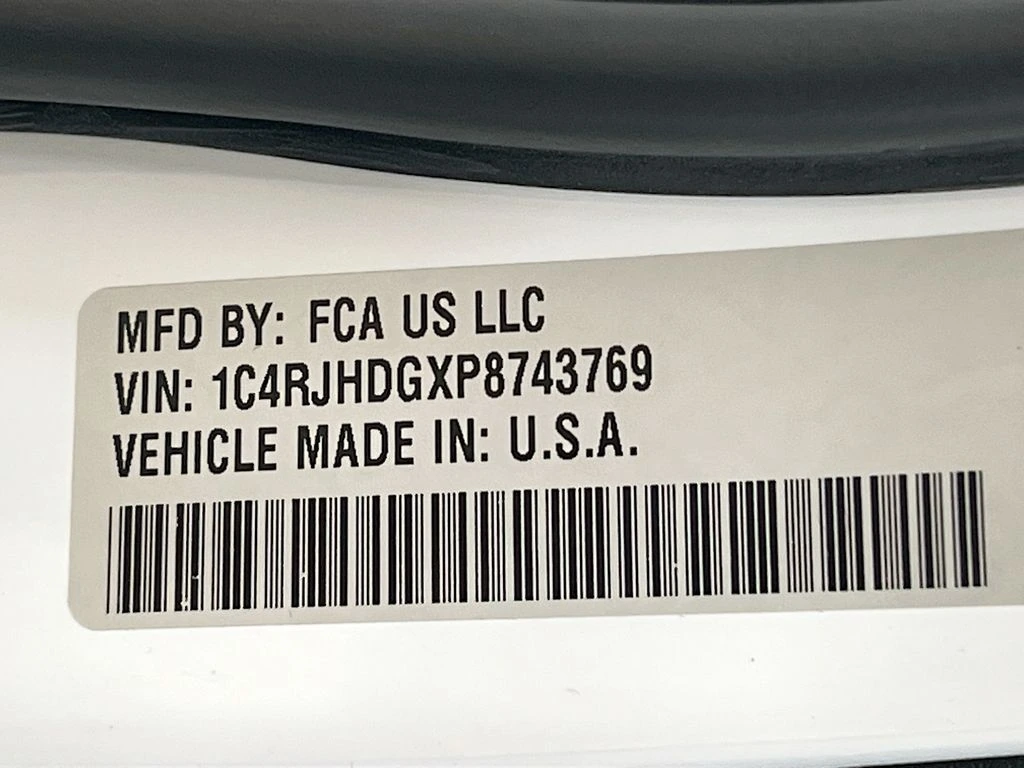 MFD BY: FCA US LLC
VIN: 1C4RJHDGXP8743769
VEHICLE MADE IN: U.S.A.